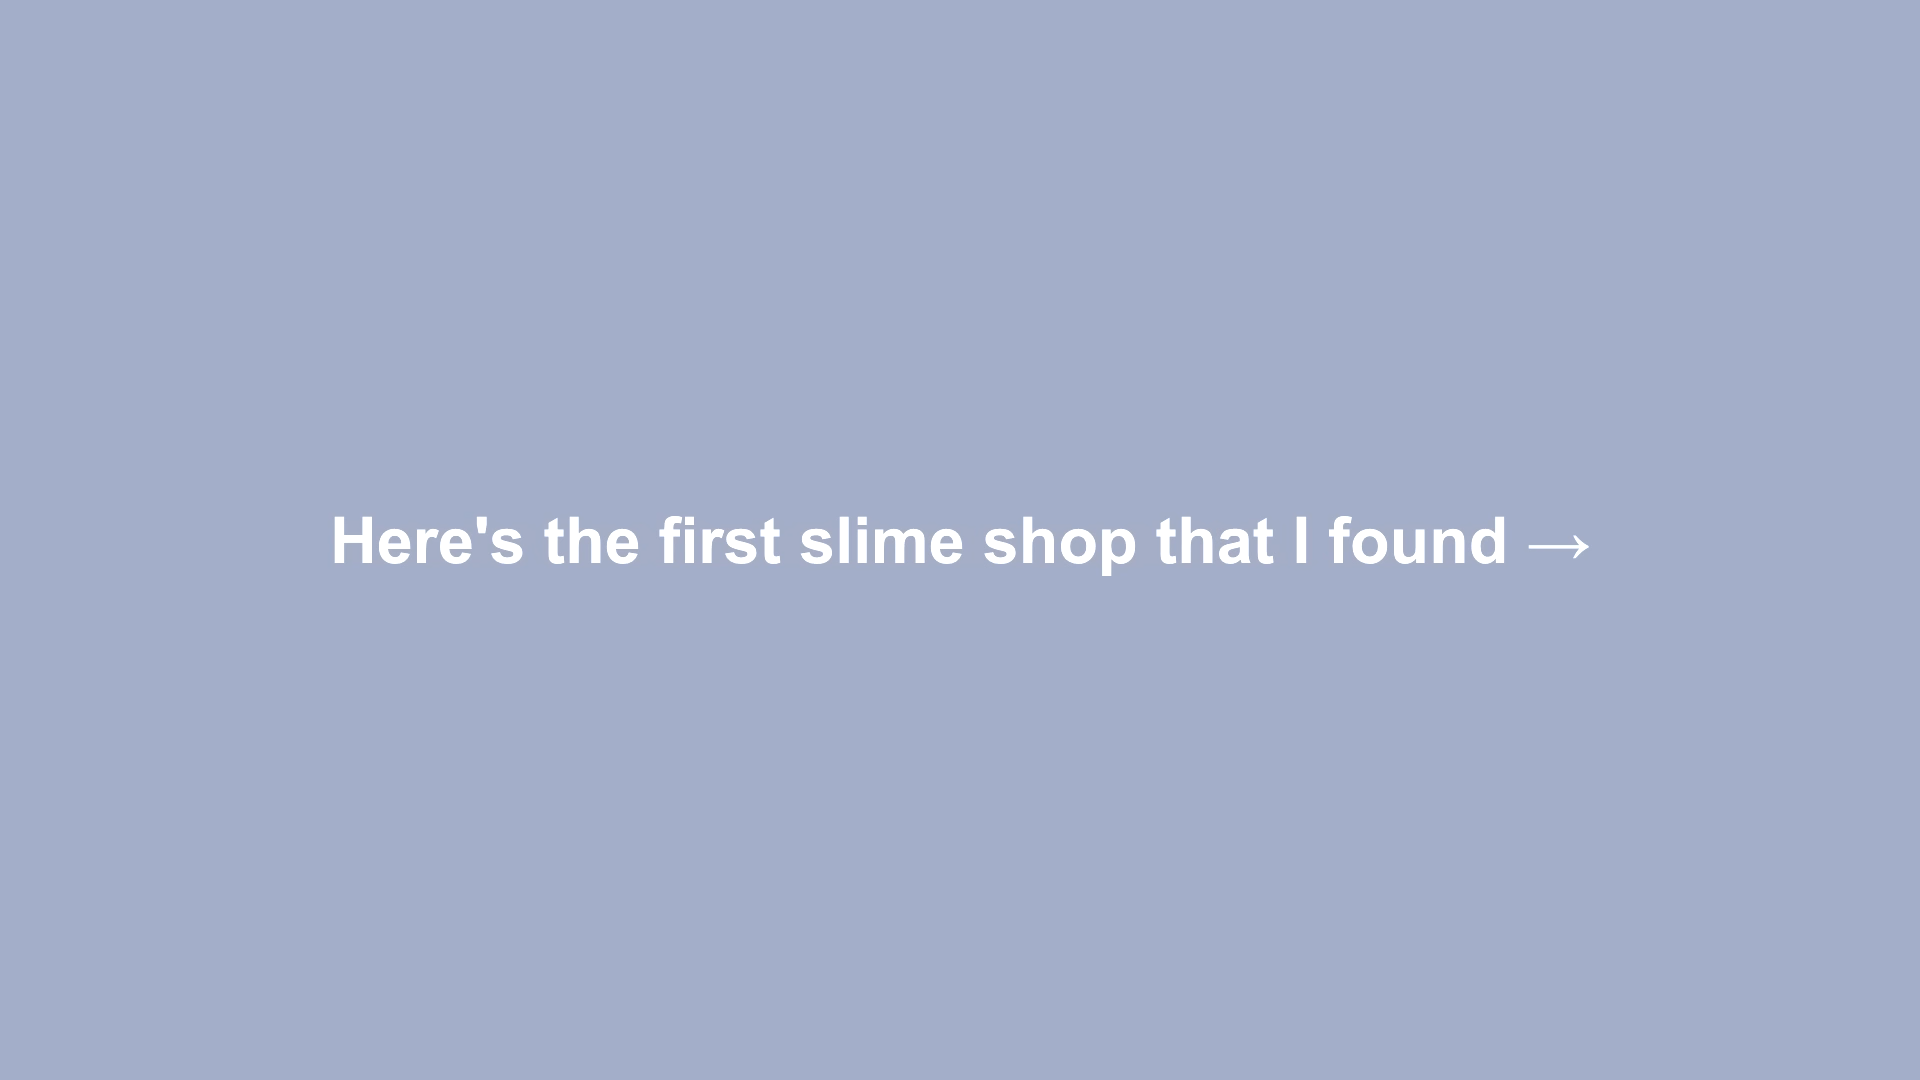 Here's the first slime shop that I found →